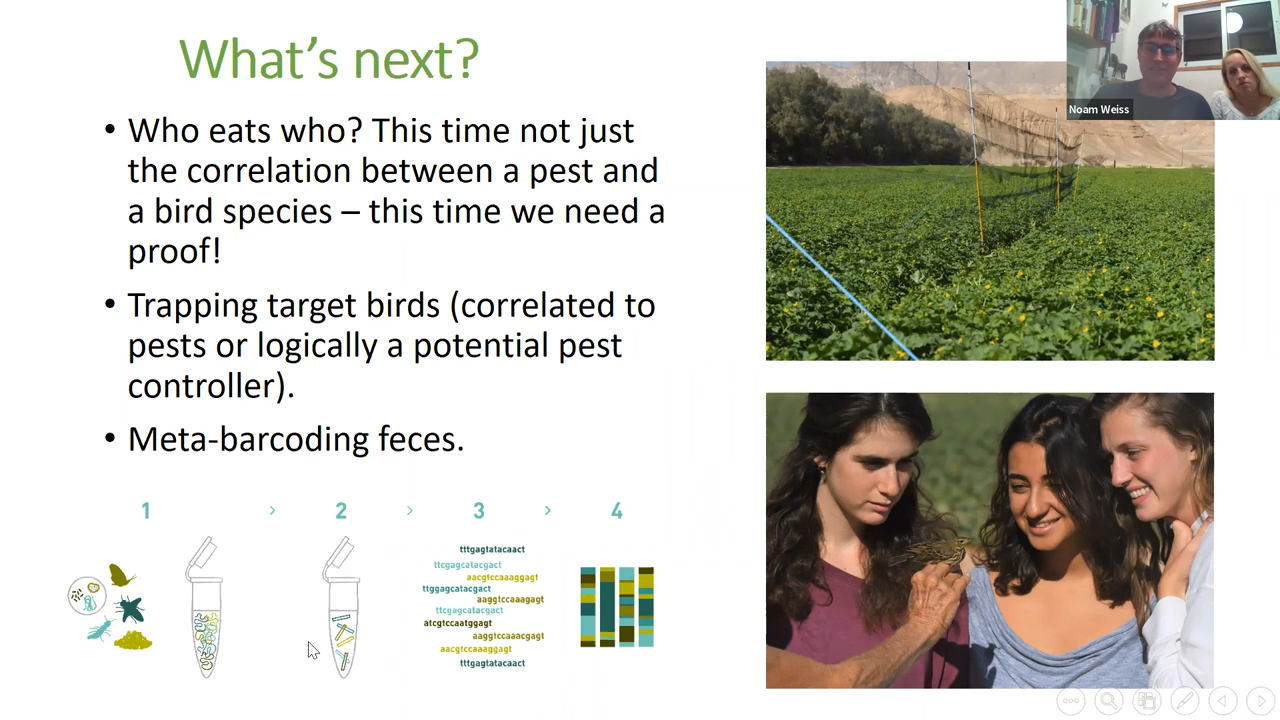 What's next?
Noam Weiss
• Who eats who? This time not just
the correlation between a pest and
a bird species – this time we need a
proof!
• Trapping target birds (correlated to
pests or logically a potential pest
controller).
• Meta-barcoding feces.
1 > 2 > 3 > 4
tttgagtatacaact
ttcgagcatacgact
aacgtccaaaggagt
ttggagcatacgact
aaggtccaaagagt
ttcgagcatacgact
atcgtccaatggagt
aaggtccaaacgagt
aacgtccaaaggagt
tttgagtatacaact